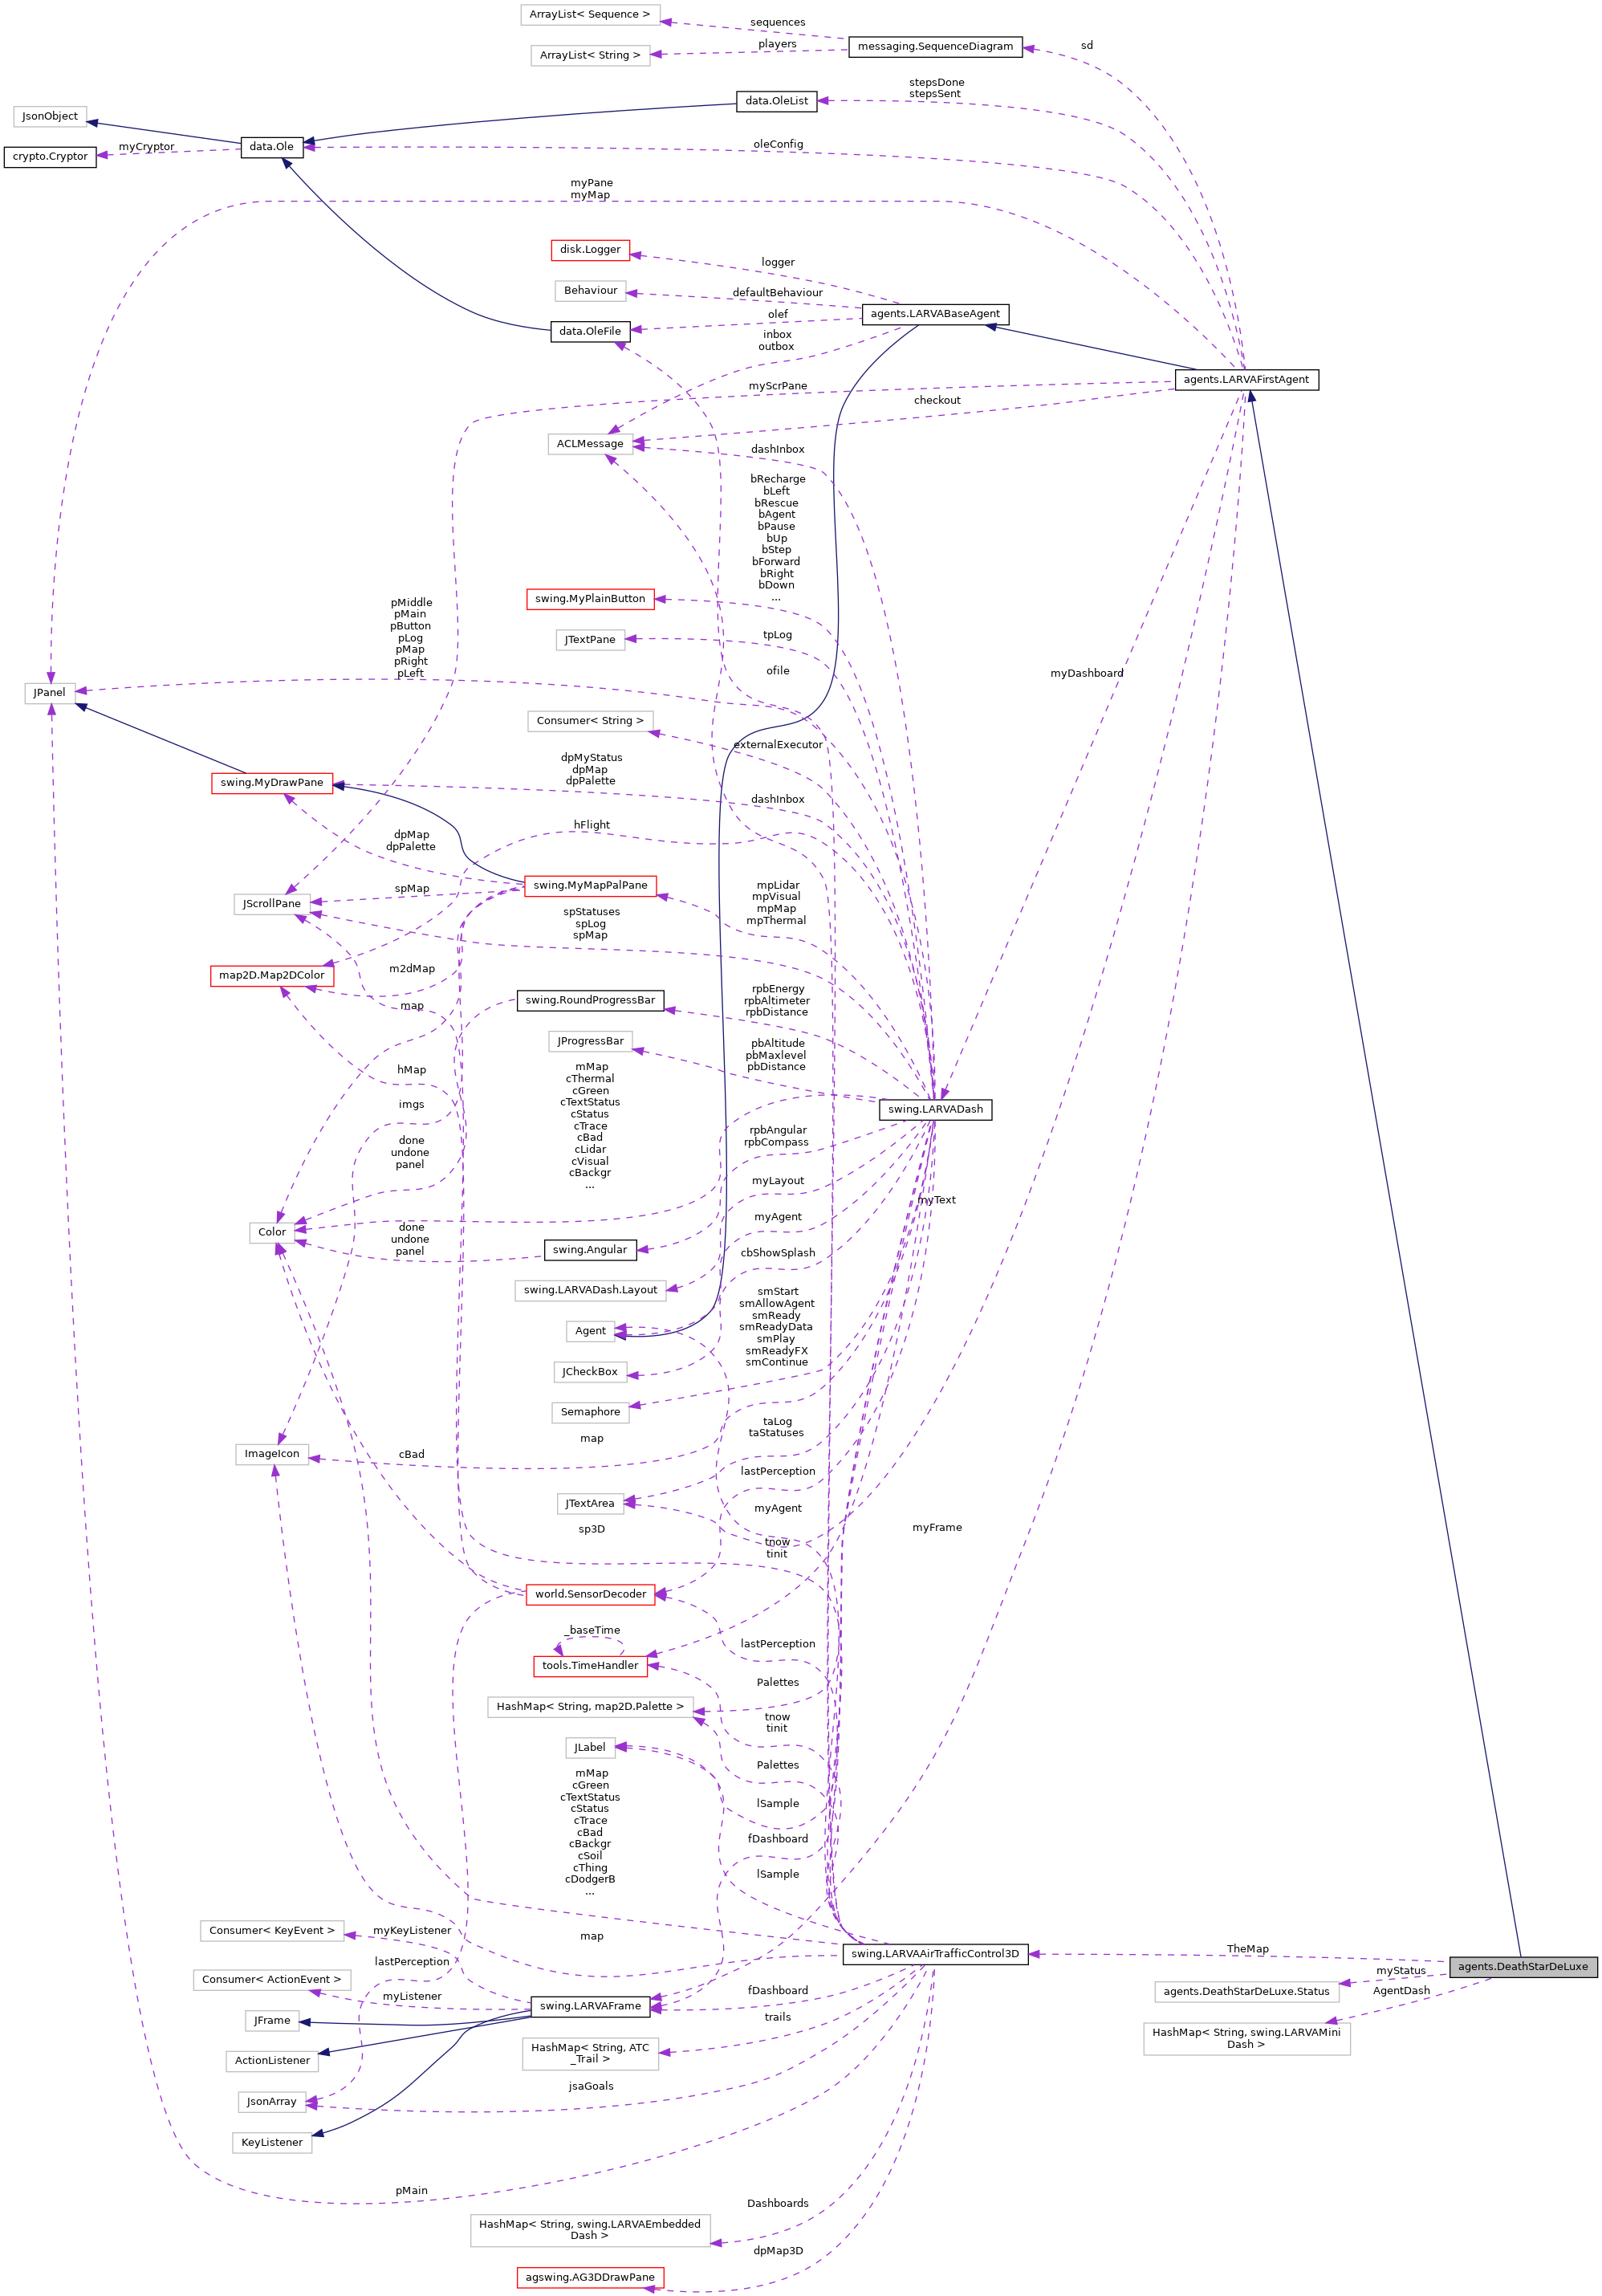 ArrayList< Sequence >
sequences
players
messaging.SequenceDiagram
sd
ArrayList< String >
stepsDone
stepsSent
data.OleList
JsonObject
myCryptor
data.Ole
oleConfig
crypto.Cryptor
myPane
myMap
disk.Logger
logger
Behaviour
defaultBehaviour
agents.LARVABaseAgent
olef
data.OleFile
inbox
outbox
agents.LARVAFirstAgent
myScrPane
checkout
ACLMessage
dashInbox
bRecharge
bLeft
bRescue
bAgent
bPause
bUp
bStep
bForward
bRight
bDown
...
swing.MyPlainButton
pMiddle
pMain
pButton
pLog
pMap
pRight
pLeft
JTextPane
tpLog
ofile
myDashboard
JPanel
Consumer< String >
externalExecutor
dpMyStatus
dpMap
dpPalette
swing.MyDrawPane
dashInbox
hFlight
dpMap
dpPalette
swing.MyMapPalPane
spMap
mpLidar
mpVisual
mpMap
mpThermal
JScrollPane
spStatuses
spLog
spMap
m2dMap
map2D.Map2DColor
rpbEnergy
rpbAltimeter
rpbDistance
swing.RoundProgressBar
map
JProgressBar
pbAltitude
pbMaxlevel
pbDistance
hMap
mMap
cThermal
cGreen
cTextStatus
cStatus
cTrace
cBad
cLidar
cVisual
cBackgr
...
imgs
swing.LARVADash
done
undone
panel
rpbAngular
rpbCompass
myLayout
myText
Color
done
undone
panel
myAgent
swing.Angular
cbShowSplash
swing.LARVADash.Layout
smStart
smAllowAgent
smReady
smReadyData
smPlay
smReadyFX
smContinue
Agent
JCheckBox
Semaphore
taLog
taStatuses
map
ImageIcon
cBad
lastPerception
JTextArea
myAgent
sp3D
myFrame
tnow
tinit
world.SensorDecoder
_baseTime
lastPerception
tools.TimeHandler
Palettes
HashMap< String, map2D.Palette >
tnow
tinit
JLabel
Palettes
mMap
cGreen
cTextStatus
cStatus
cTrace
cBad
cBackgr
cSoil
cThing
cDodgerB
...
lSample
fDashboard
lSample
Consumer< KeyEvent >
myKeyListener
map
swing.LARVAAirTrafficControl3D
TheMap
agents.DeathStarDeLuxe
lastPerception
myStatus
Consumer< ActionEvent >
myListener
fDashboard
agents.DeathStarDeLuxe.Status
AgentDash
swing.LARVAFrame
trails
JFrame
HashMap< String, swing.LARVAMini
Dash >
ActionListener
HashMap< String, ATC
_Trail >
jsaGoals
JsonArray
KeyListener
pMain
Dashboards
HashMap< String, swing.LARVAEmbedded
Dash >
dpMap3D
agswing.AG3DDrawPane